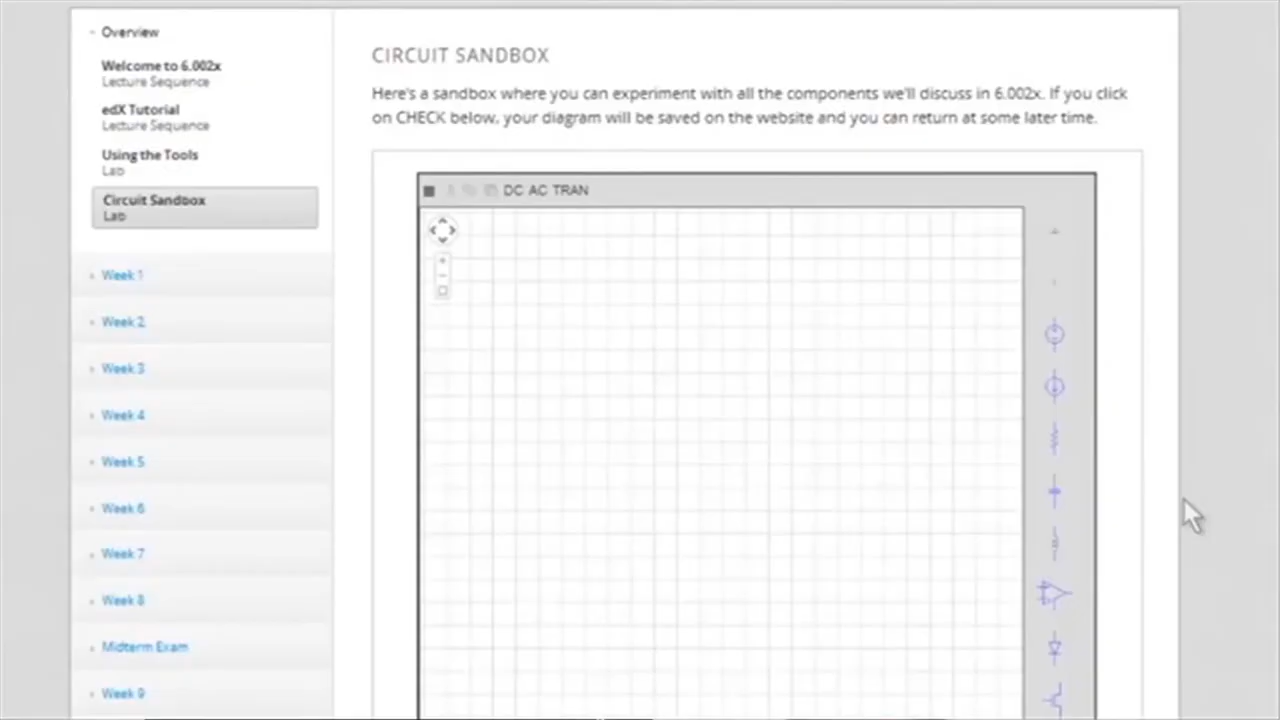 Overview
Welcome to 6.002x
Lecture Sequence
edX Tutorial
Lecture Sequence
Using the Tools
Lab
Circuit Sandbox
Lab
Week 1
Week 2
Week 3
Week 4
Week 5
Week 6
Week 7
Week 8
Midterm Exam
Week 9
CIRCUIT SANDBOX
Here's a sandbox where you can experiment with all the components we'll discuss in 6.002x. If you click
on CHECK below, your diagram will be saved on the website and you can return at some later time.
DC AC TRAN